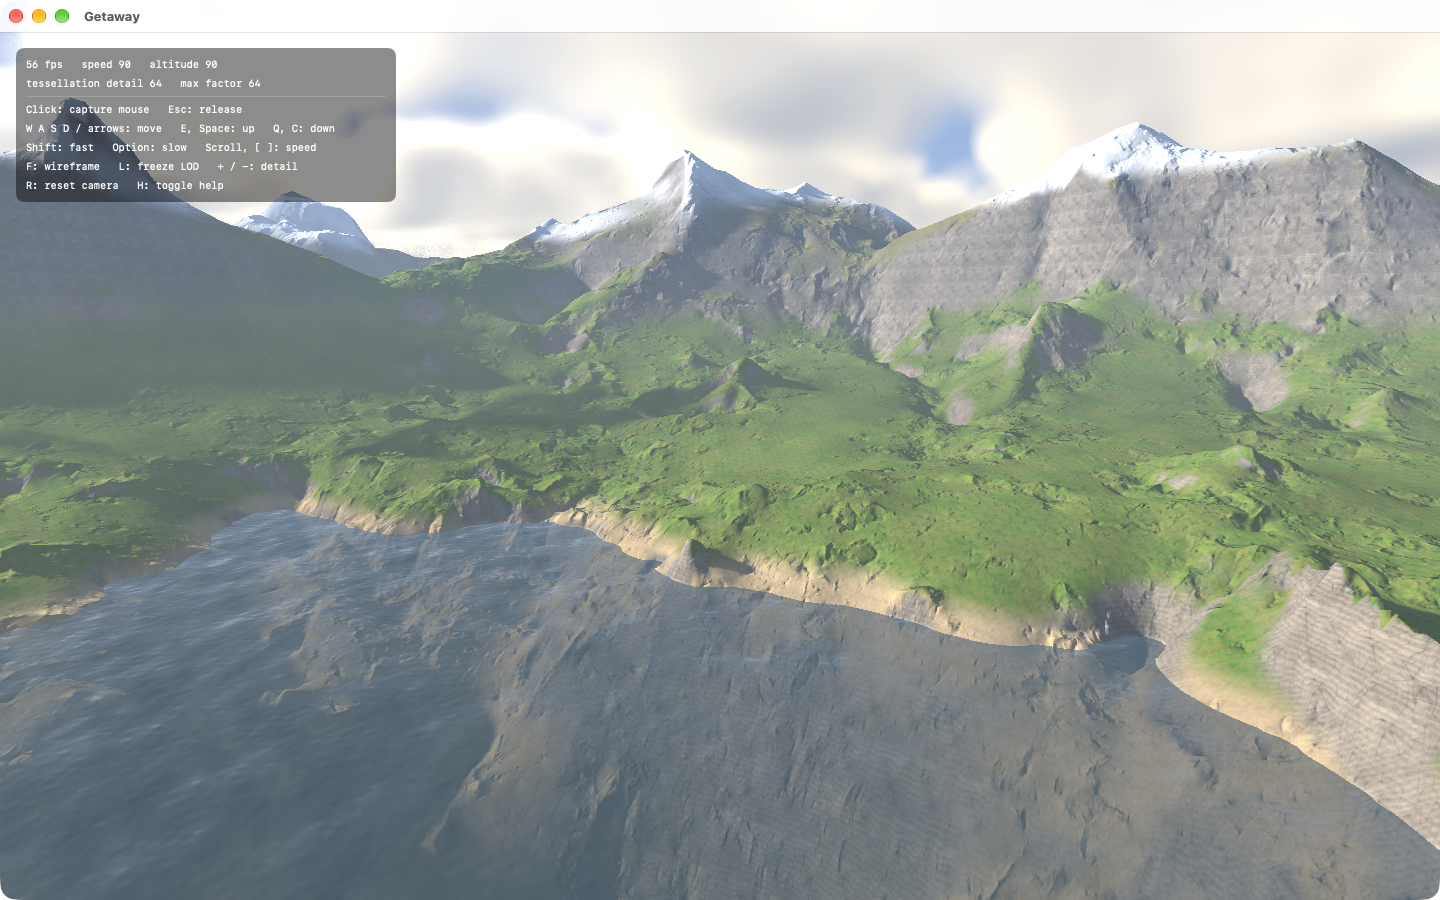 Getaway
56 fps   speed 90   altitude 90
tessellation detail 64   max factor 64
Click: capture mouse   Esc: release
W A S D / arrows: move   E, Space: up   Q, C: down
Shift: fast   Option: slow   Scroll, [ ]: speed
F: wireframe   L: freeze LOD   + / −: detail
R: reset camera   H: toggle help